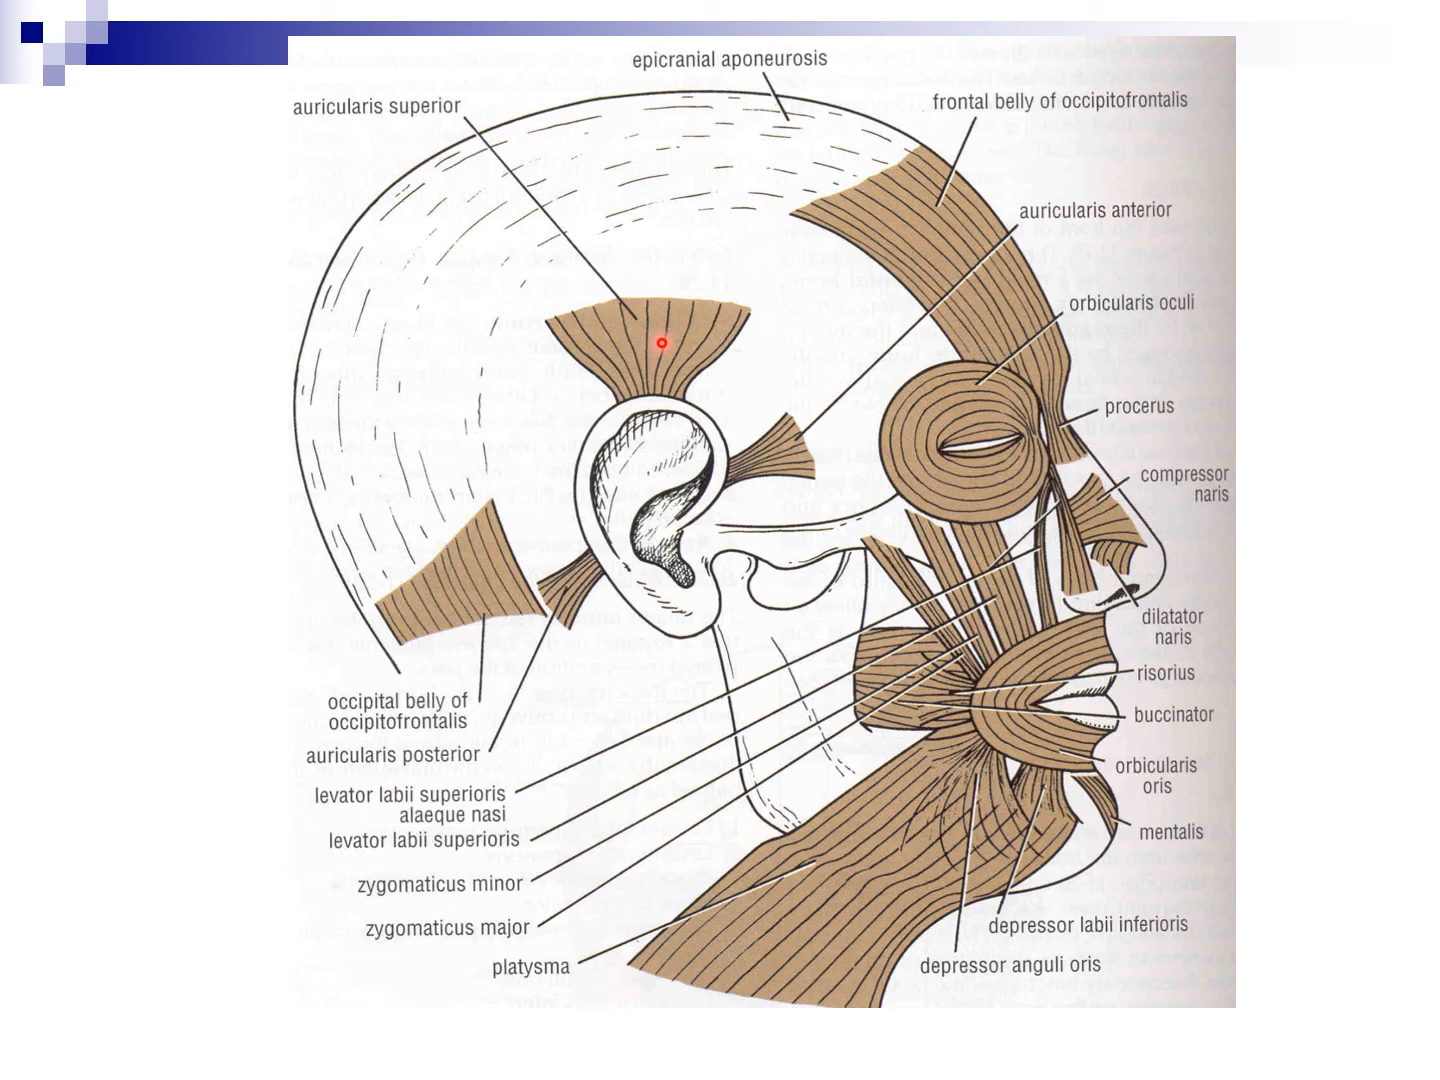 epicranial aponeurosis
auricularis superior
frontal belly of occipitofrontalis
auricularis anterior
orbicularis oculi
procerus
compressor
naris
dilatator
naris
risorius
buccinator
orbicularis
oris
mentalis
depressor labii inferioris
depressor anguli oris
occipital belly of
occipitofrontalis
auricularis posterior
levator labii superioris
alaeque nasi
levator labii superioris
zygomaticus minor
zygomaticus major
platysma